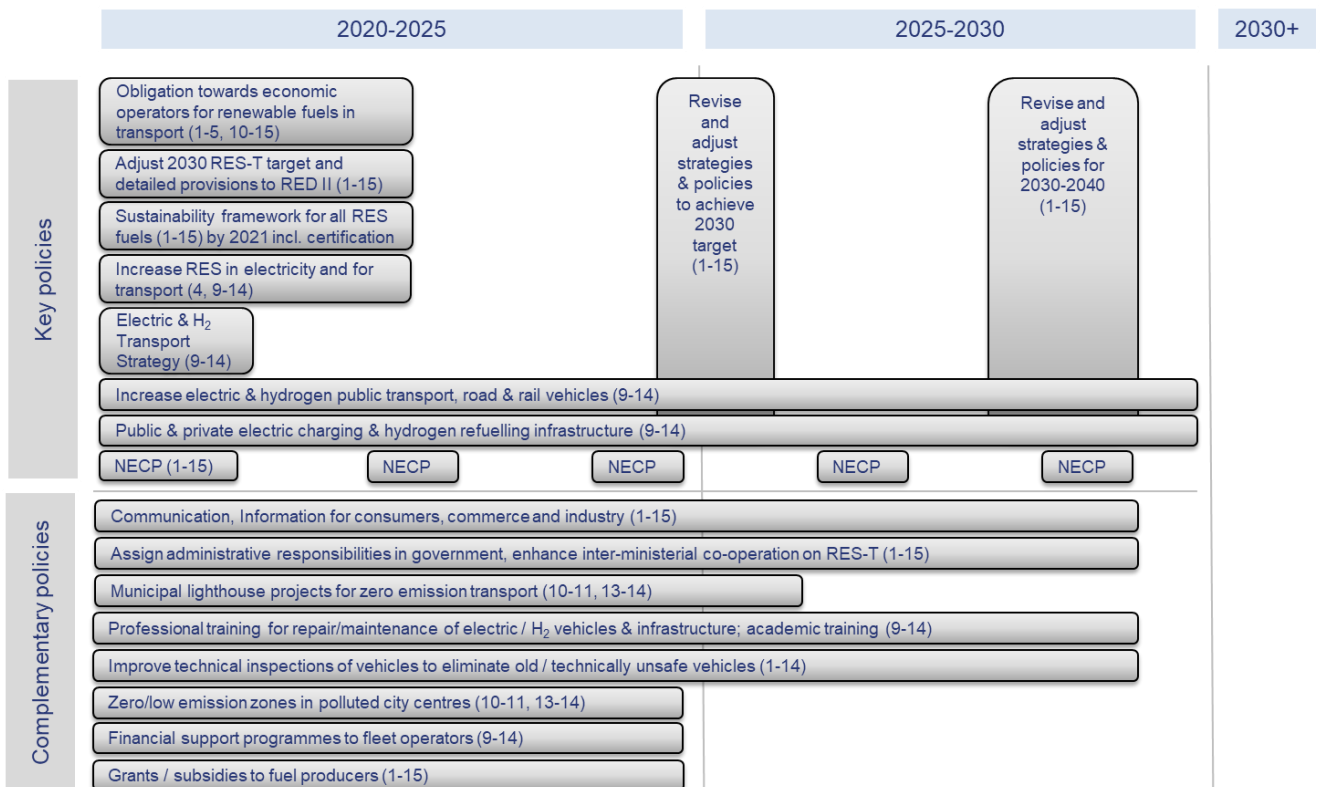 2020-2025
2025-2030
2030+
Key policies
Obligation towards economic
operators for renewable fuels in
transport (1-5, 10-15)
Adjust 2030 RES-T target and
detailed provisions to RED II (1-15)
Sustainability framework for all RES
fuels (1-15) by 2021 incl. certification
Increase RES in electricity and for
transport (4, 9-14)
Electric & H₂
Transport
Strategy (9-14)
Revise
and
adjust
strategies
& policies
to achieve
2030
target
(1-15)
Revise and
adjust
strategies &
policies for
2030-2040
(1-15)
Increase electric & hydrogen public transport, road & rail vehicles (9-14)
Public & private electric charging & hydrogen refuelling infrastructure (9-14)
NECP (1-15)
NECP
NECP
NECP
NECP
Complementary policies
Communication, Information for consumers, commerce and industry (1-15)
Assign administrative responsibilities in government, enhance inter-ministerial co-operation on RES-T (1-15)
Municipal lighthouse projects for zero emission transport (10-11, 13-14)
Professional training for repair/maintenance of electric / H₂ vehicles & infrastructure; academic training (9-14)
Improve technical inspections of vehicles to eliminate old / technically unsafe vehicles (1-14)
Zero/low emission zones in polluted city centres (10-11, 13-14)
Financial support programmes to fleet operators (9-14)
Grants / subsidies to fuel producers (1-15)